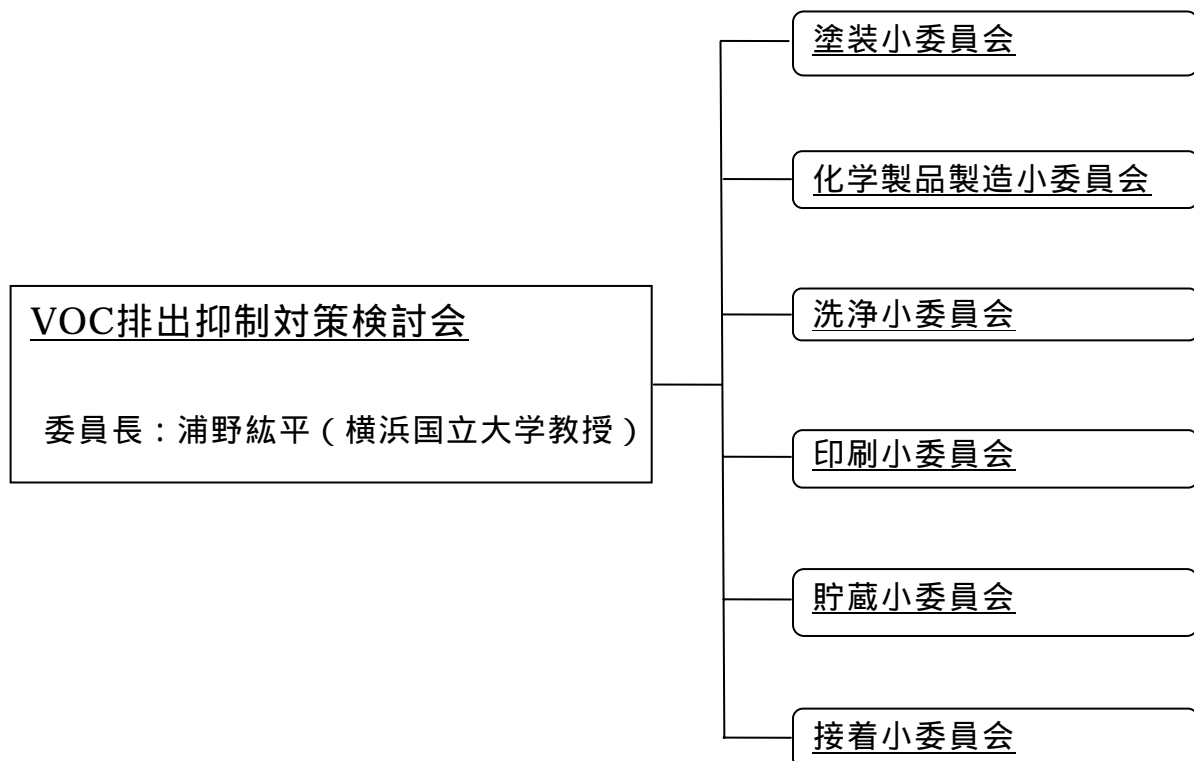 塗装小委員会
化学製品製造小委員会
洗浄小委員会
VOC排出抑制対策検討会
委員長：浦野紘平（横浜国立大学教授）
印刷小委員会
貯蔵小委員会
接着小委員会